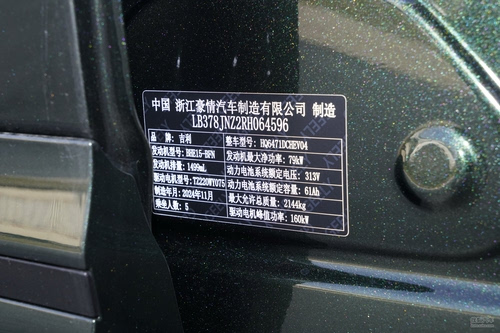 中国 浙江豪情汽车制造有限公司 制造
LB378JNZ2RH064596
品 牌: 吉利 整车型号: HQ6471DCHEV04
发动机型号: BHE15-BFN 发动机最大净功率: 79kW
发动机排量: 1499mL 动力电池系统额定电压: 313V
驱动电机型号: TZ220XY075 动力电池系统额定容量: 61Ah
制造年月: 2024年11月 最大允许总质量: 2144kg
乘坐人数: 5 驱动电机峰值功率: 160kW